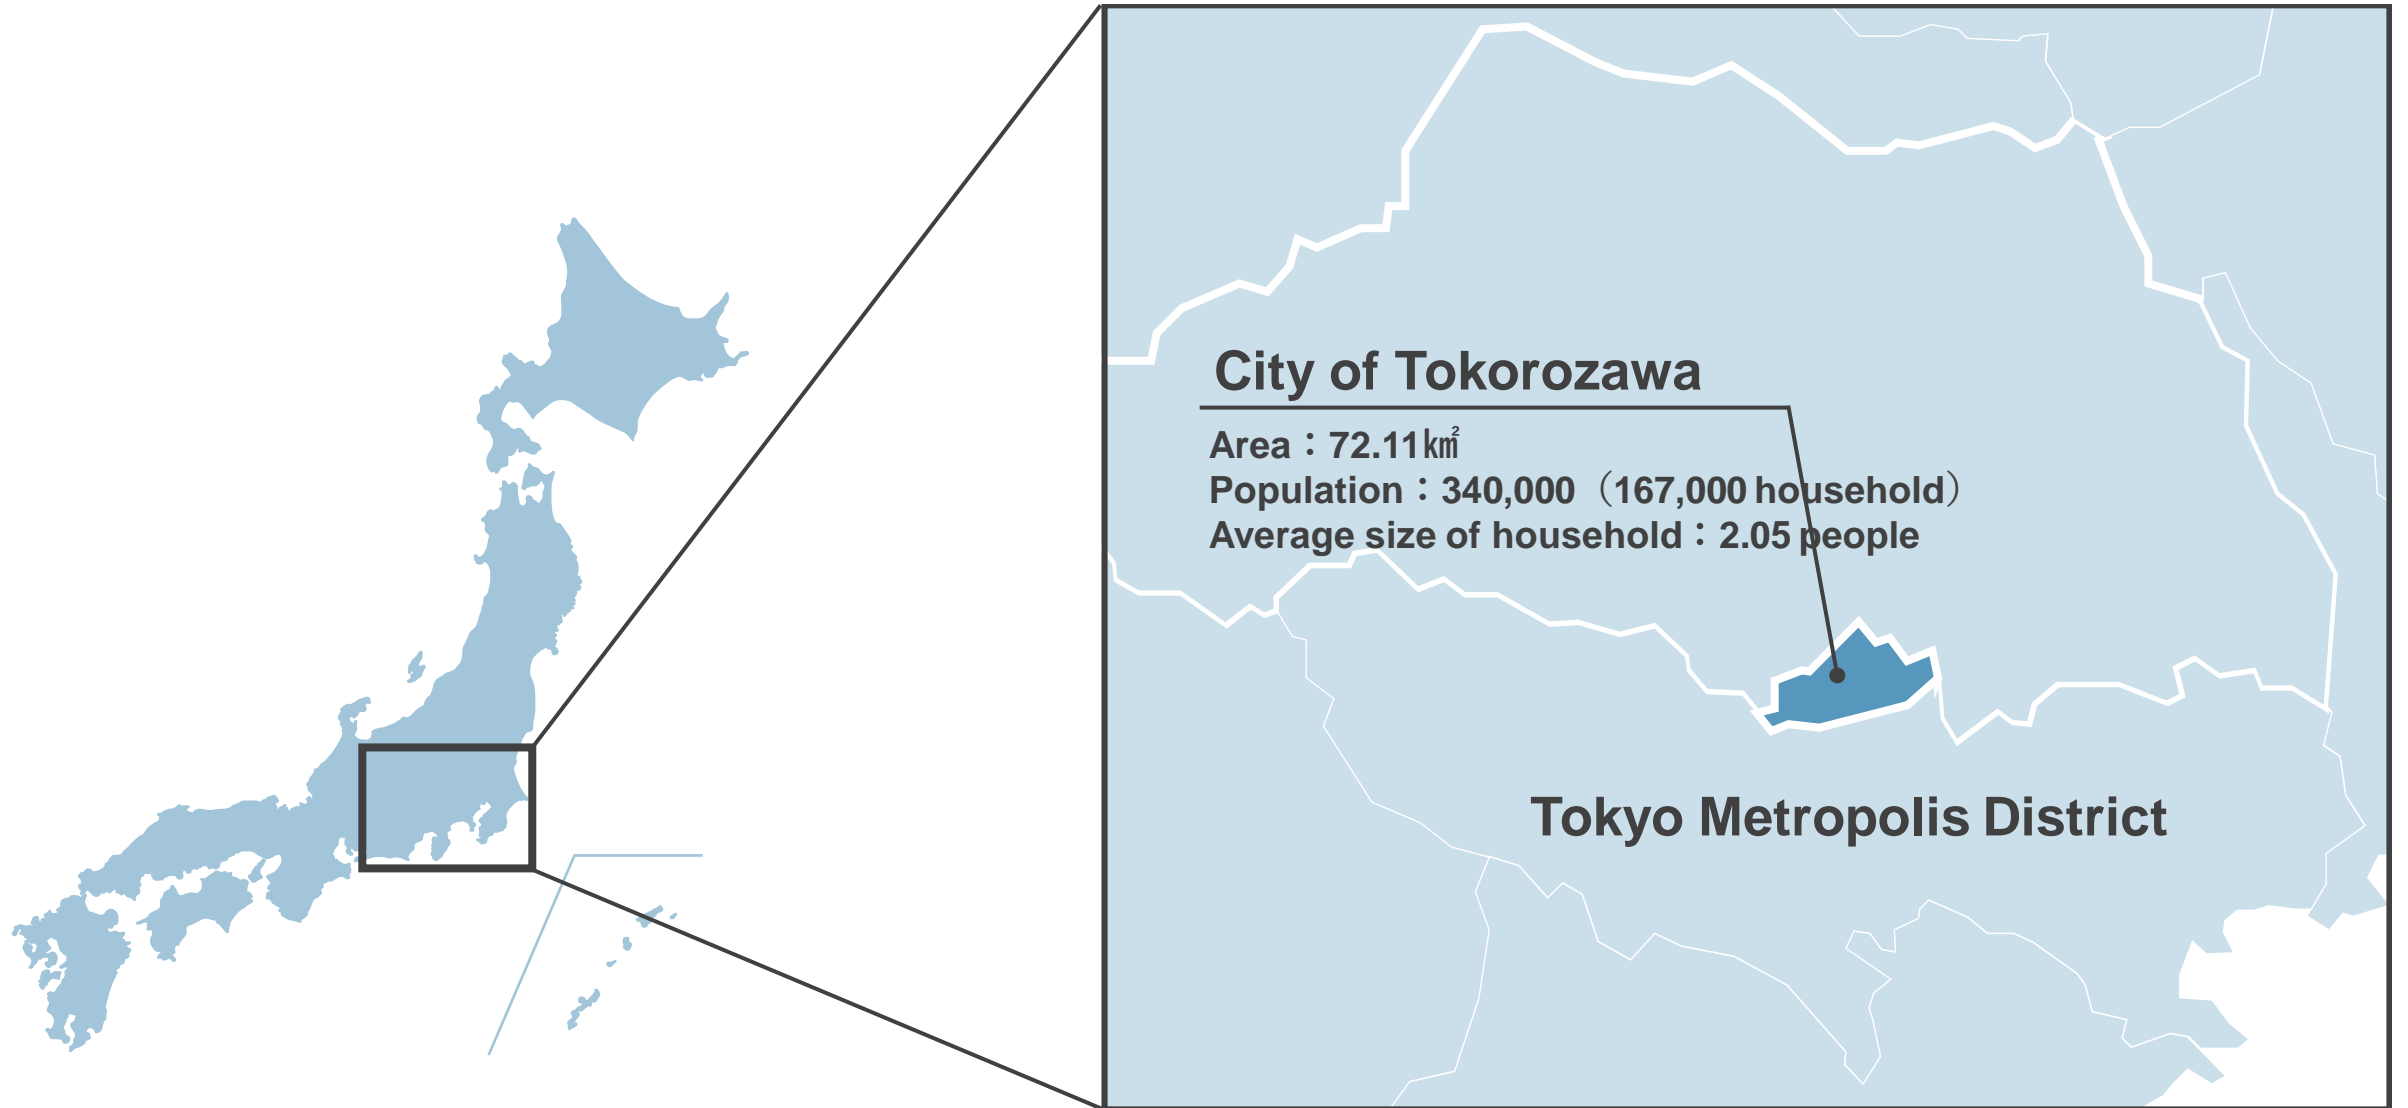 City of Tokorozawa
Area：72.11㎢
Population：340,000（167,000 household）
Average size of household：2.05 people
Tokyo Metropolis District